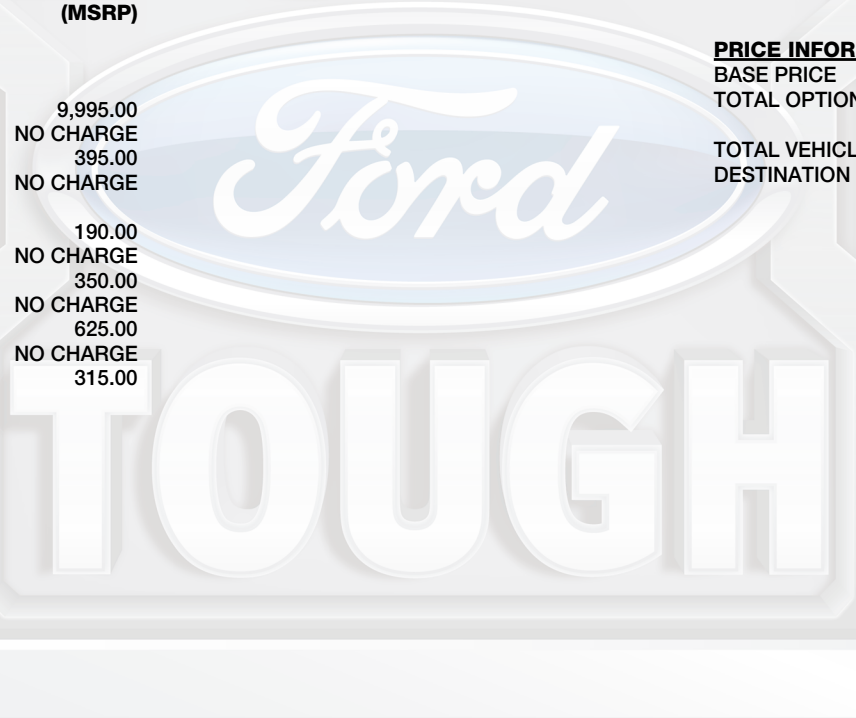 (MSRP)
9,995.00
NO CHARGE
395.00
NO CHARGE
190.00
NO CHARGE
350.00
NO CHARGE
625.00
NO CHARGE
315.00
PRICE INFOR
BASE PRICE
TOTAL OPTION
TOTAL VEHICL
DESTINATION
Ford
TOUGH